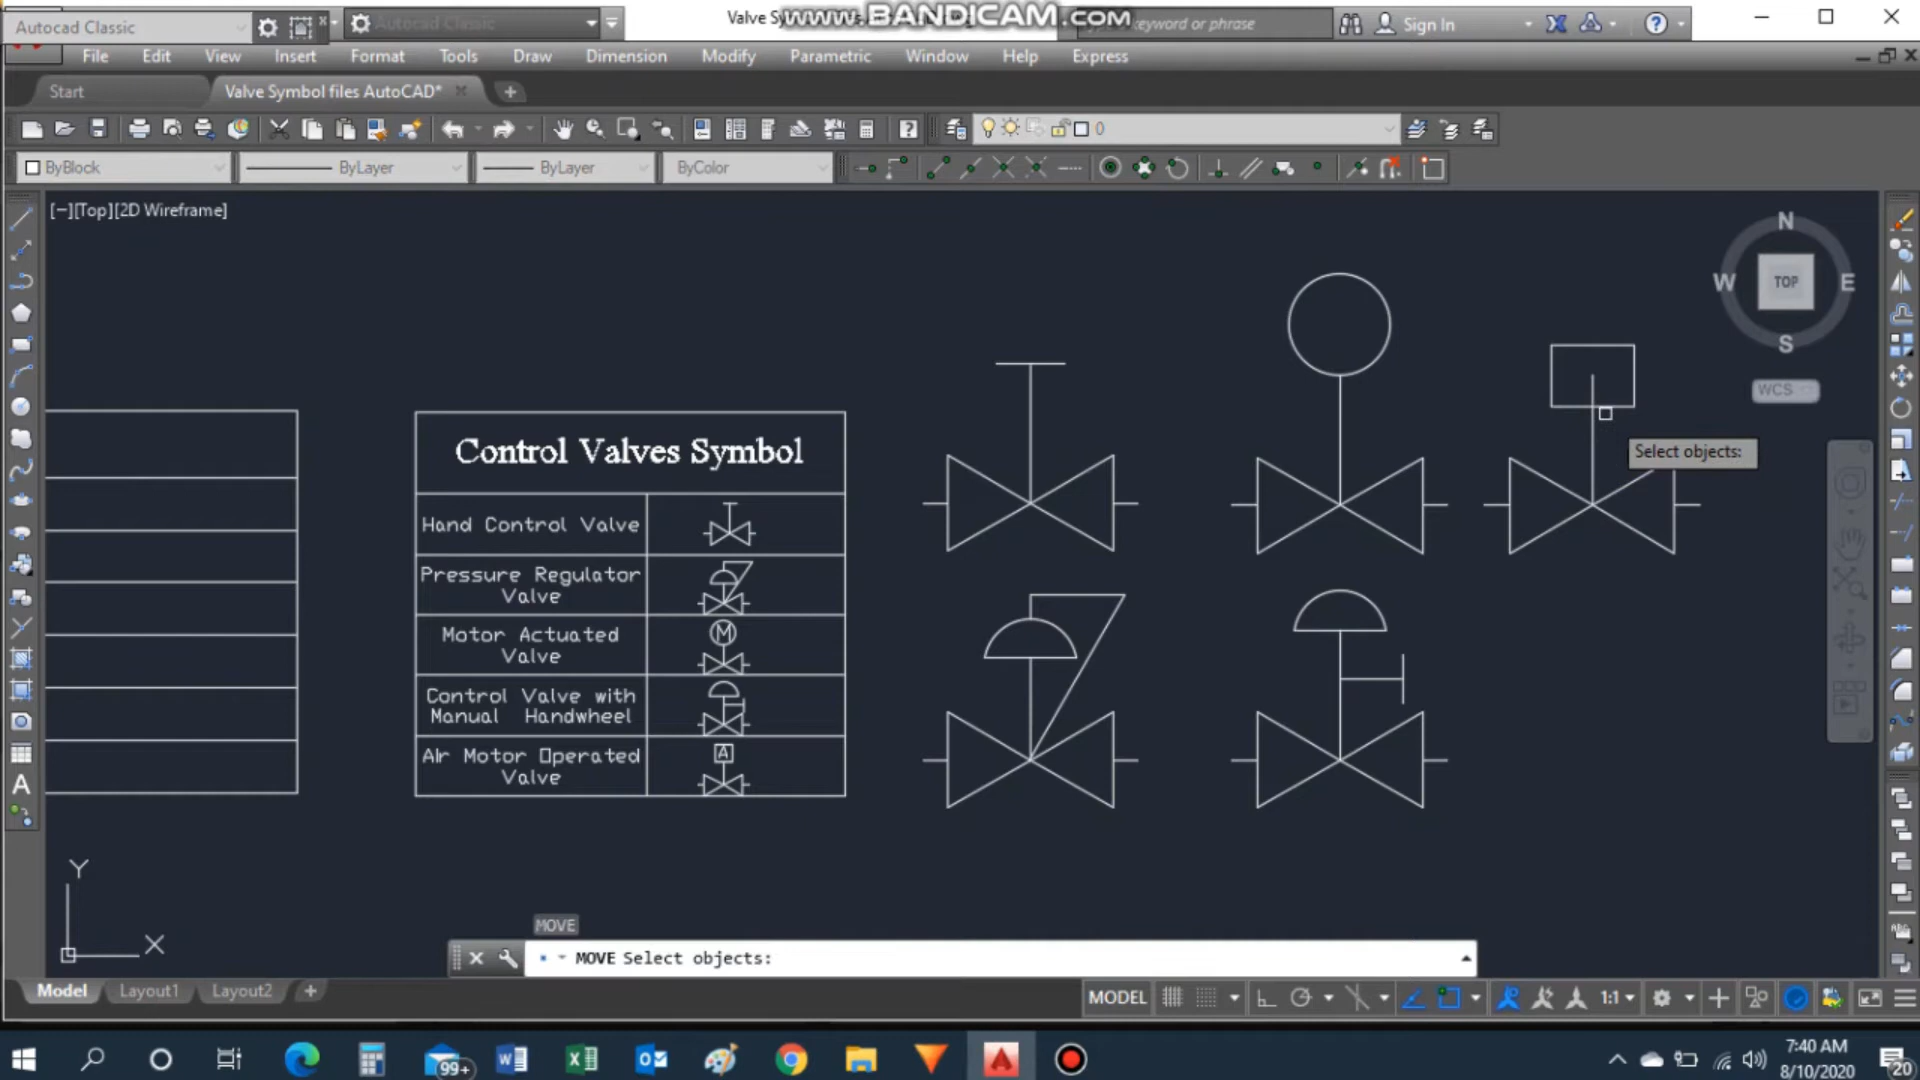 Autocad Classic
Autocad Classic
Valve Sy
www.BANDICAM.com
keyword or phrase
Sign In
File Edit View Insert Format Tools Draw Dimension Modify Parametric Window Help Express
Start
Valve Symbol files AutoCAD*
0
ByBlock
ByLayer
ByLayer
ByColor
[−][Top][2D Wireframe]
N
W TOP E
S
WCS
Control Valves Symbol
Hand Control Valve
Pressure Regulator
Valve
Motor Actuated
Valve
M
Control Valve with
Manual Handwheel
Air Motor Operated
Valve
A
Select objects:
Y
X
MOVE
MOVE Select objects:
Model Layout1 Layout2
MODEL
1:1
A
99+
7:40 AM
8/10/2020
20